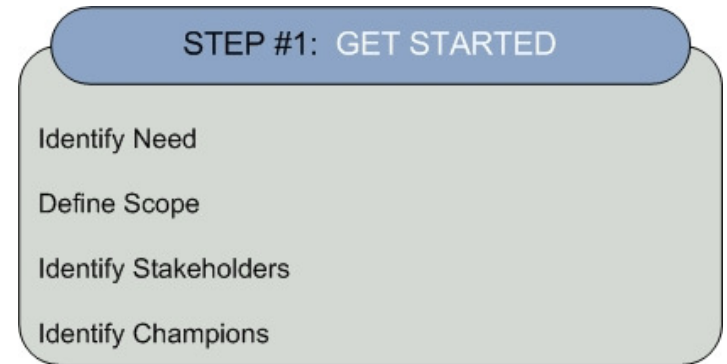 STEP #1: GET STARTED
Identify Need
Define Scope
Identify Stakeholders
Identify Champions